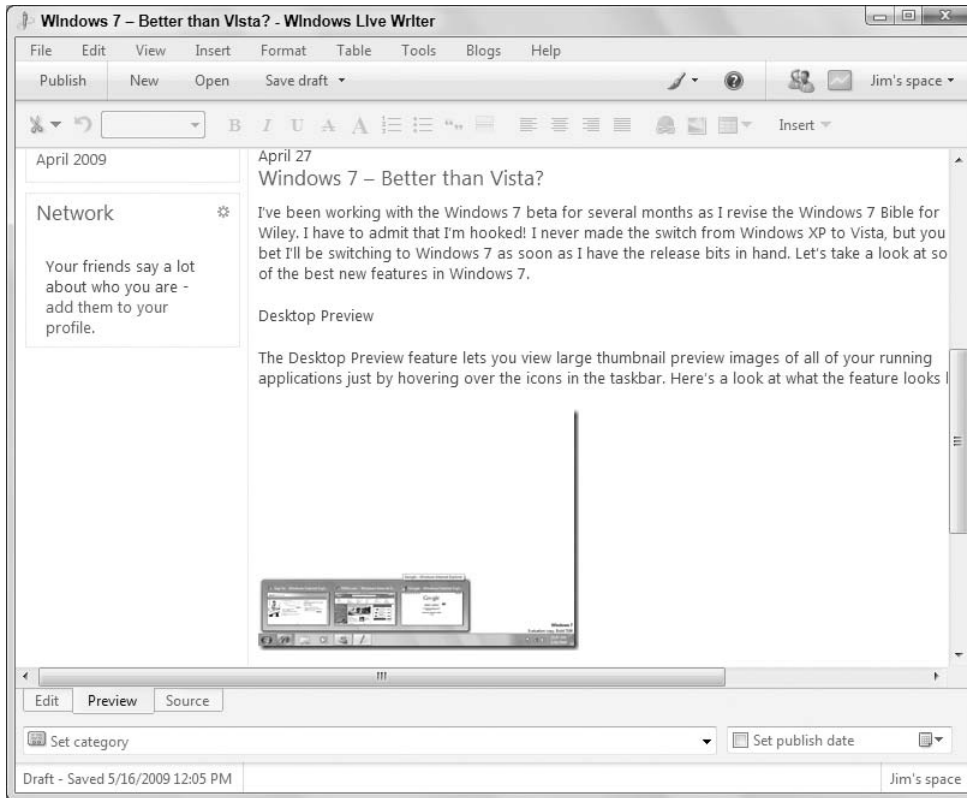 Windows 7 – Better than Vista? - Windows Live Writer
File Edit View Insert Format Table Tools Blogs Help
Publish New Open Save draft Jim's space
B I U A A Insert
April 2009
Network
Your friends say a lot
about who you are -
add them to your
profile.
April 27
Windows 7 – Better than Vista?
I've been working with the Windows 7 beta for several months as I revise the Windows 7 Bible for
Wiley. I have to admit that I'm hooked! I never made the switch from Windows XP to Vista, but you
bet I'll be switching to Windows 7 as soon as I have the release bits in hand. Let's take a look at so
of the best new features in Windows 7.
Desktop Preview
The Desktop Preview feature lets you view large thumbnail preview images of all of your running
applications just by hovering over the icons in the taskbar. Here's a look at what the feature looks l
Google - Windows Internet Explorer
Google
Windows 7
Edit Preview Source
Set category Set publish date
Draft - Saved 5/16/2009 12:05 PM Jim's space